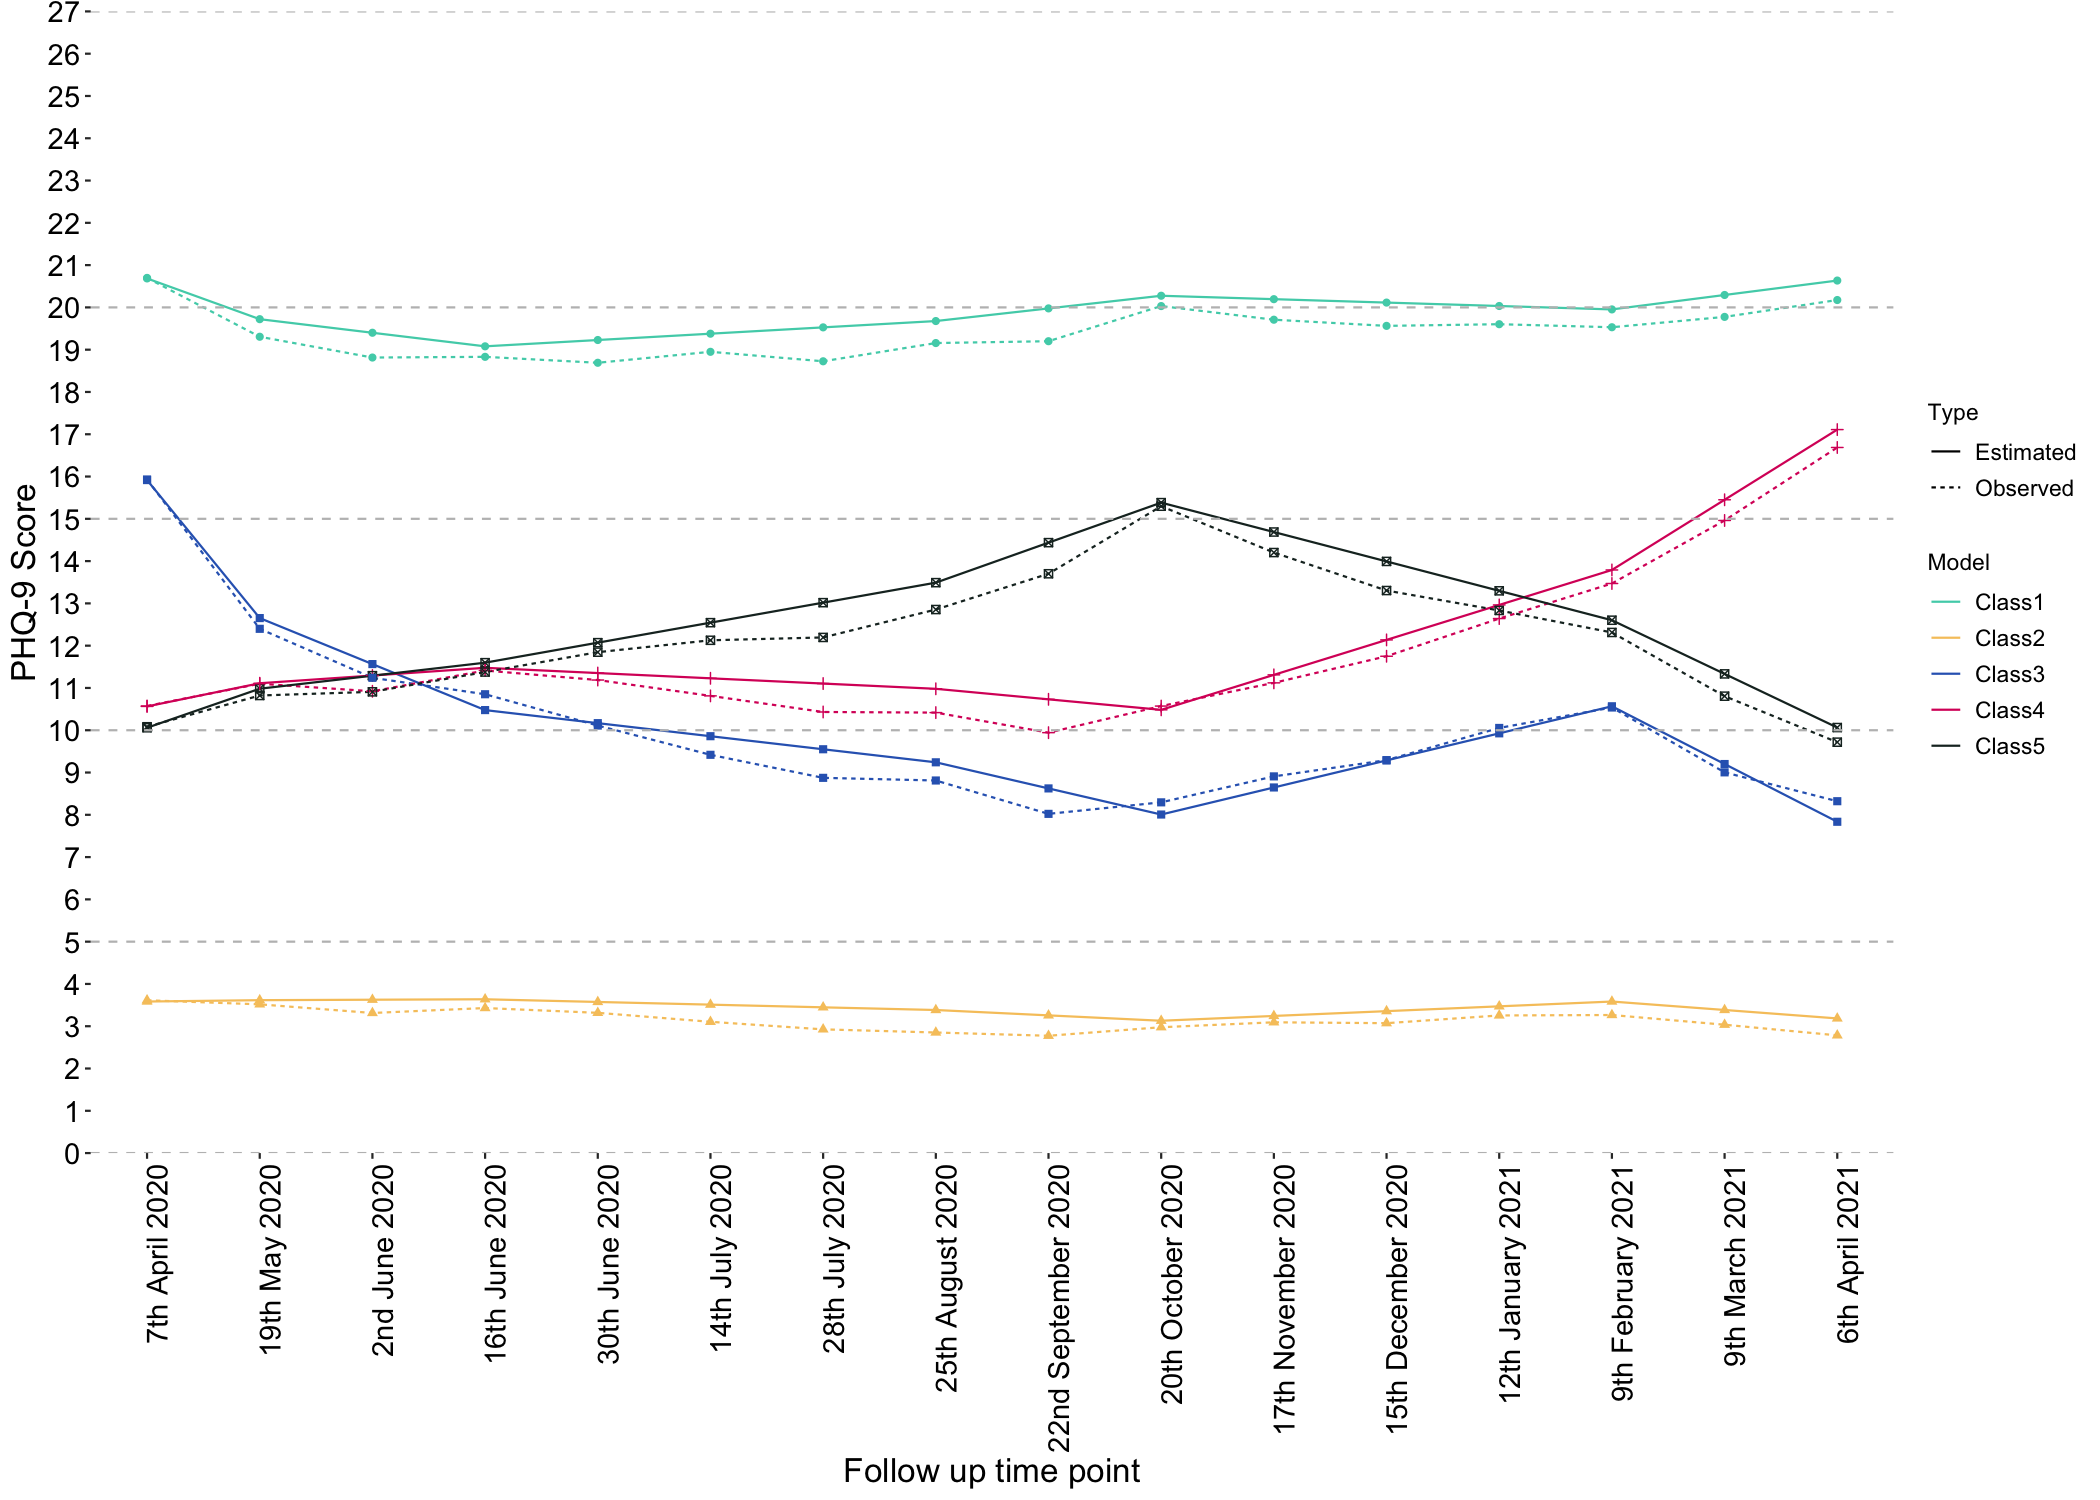 PHQ-9 Score
27
26
25
24
23
22
21
20
19
18
17
16
15
14
13
12
11
10
9
8
7
6
5
4
3
2
1
0
7th April 2020
19th May 2020
2nd June 2020
16th June 2020
30th June 2020
14th July 2020
28th July 2020
25th August 2020
22nd September 2020
20th October 2020
17th November 2020
15th December 2020
12th January 2021
9th February 2021
9th March 2021
6th April 2021
Follow up time point
Type
Estimated
Observed
Model
Class1
Class2
Class3
Class4
Class5